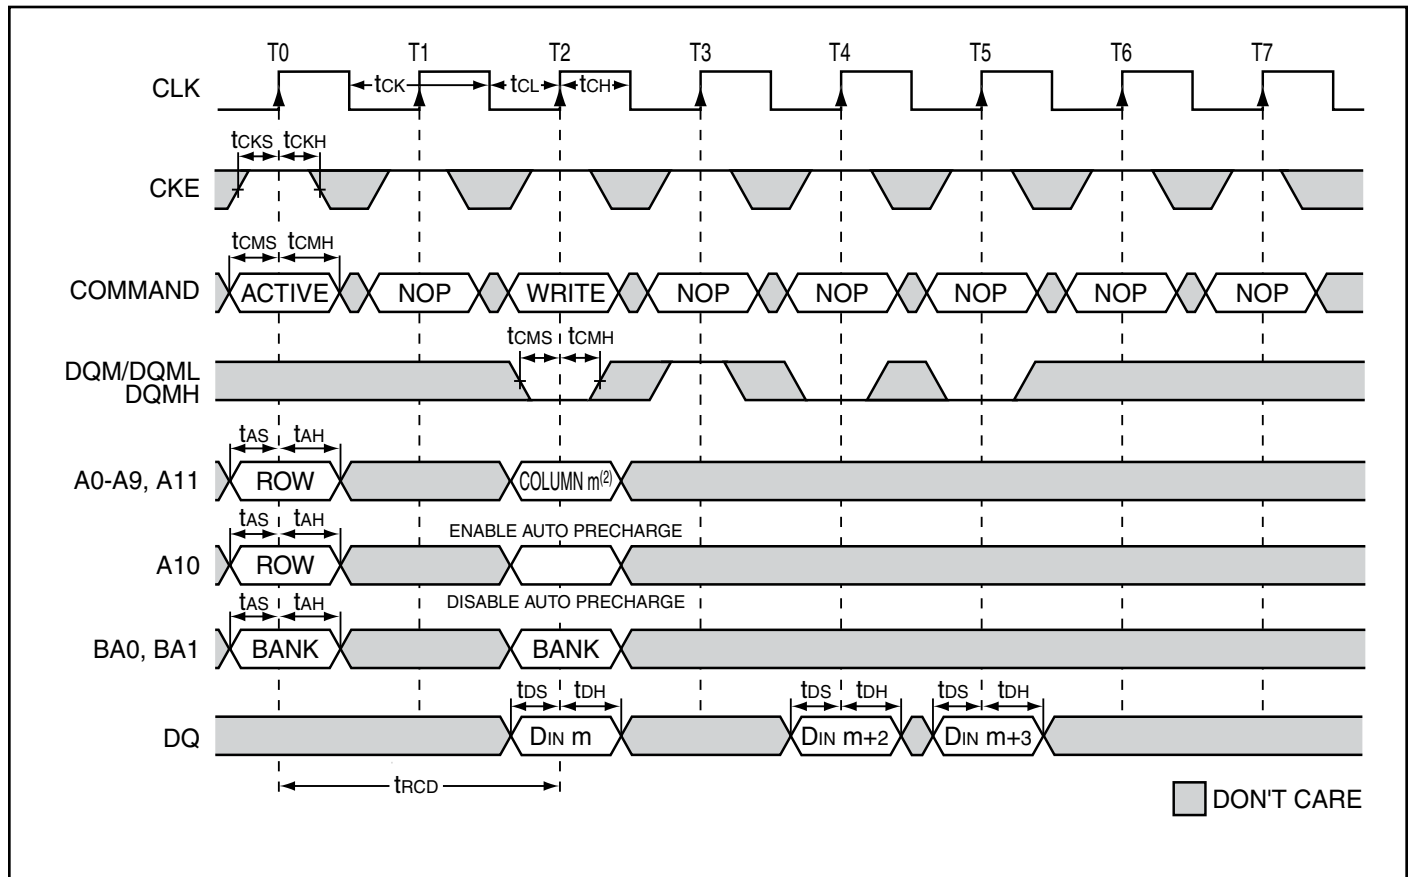 T0 T1 T2 T3 T4 T5 T6 T7
CLK tCK tCL tCH
tCKS tCKH
CKE
tCMS tCMH
COMMAND ACTIVE NOP WRITE NOP NOP NOP NOP NOP
tCMS tCMH
DQM/DQML
DQMH
tAS tAH
A0-A9, A11 ROW COLUMN m(2)
tAS tAH ENABLE AUTO PRECHARGE
A10 ROW
tAS tAH DISABLE AUTO PRECHARGE
BA0, BA1 BANK BANK
tDS tDH tDS tDH tDS tDH
DQ DIN m DIN m+2 DIN m+3
tRCD
DON'T CARE